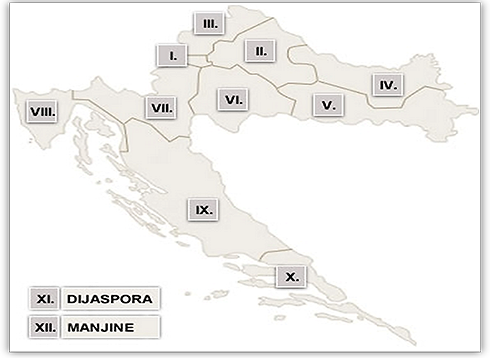 III.
I.
II.
IV.
VIII.
VII.
VI.
V.
IX.
X.
XI. DIJASPORA
XII. MANJINE